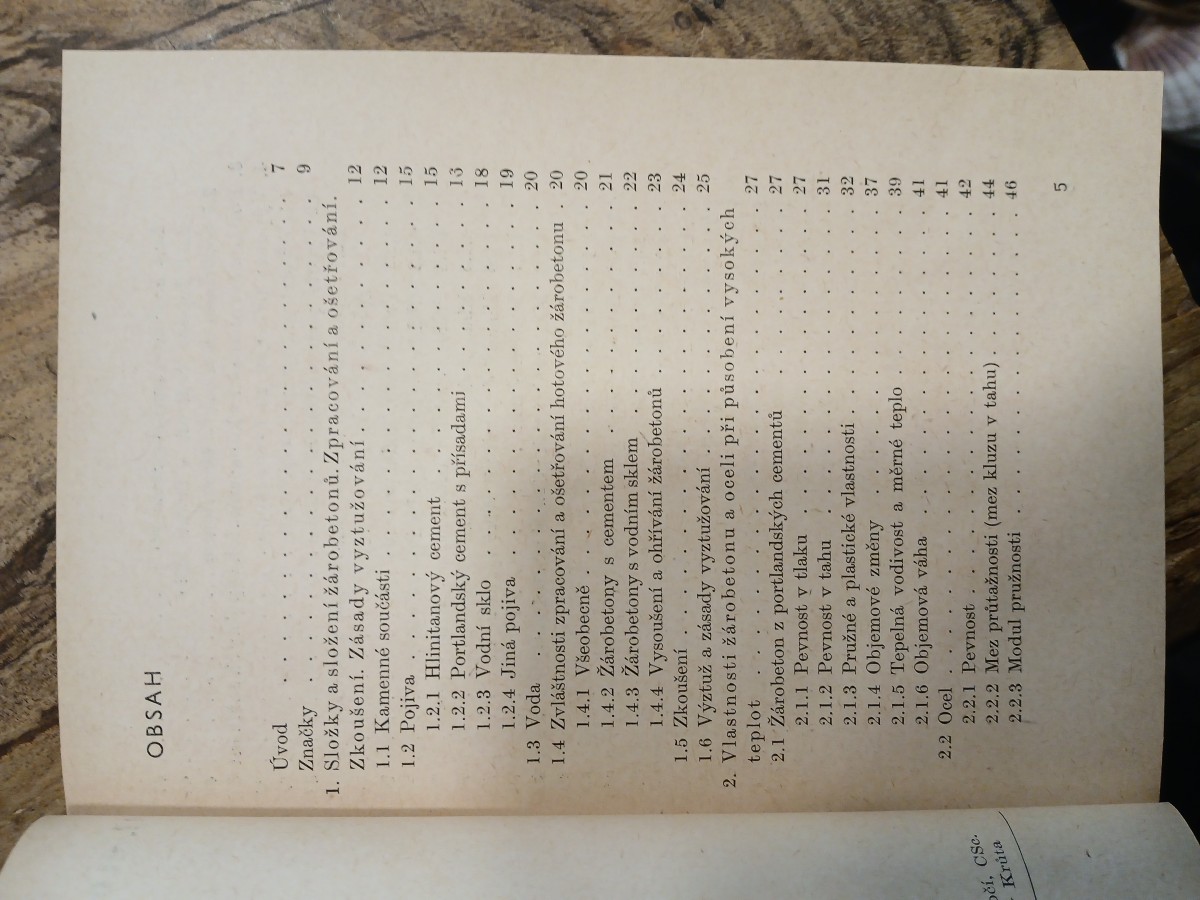 OBSAH
Úvod . . . . . . . . . . . . . . . . . . . 7
Značky . . . . . . . . . . . . . . . . . . 9
1. Složky a složení žárobetonů. Zpracování a ošetřování.
Zkoušení. Zásady vyztužování . . . . . . . . . . 12
1.1 Kamenné součásti . . . . . . . . . . . . . . 12
1.2 Pojiva . . . . . . . . . . . . . . . . . . 15
1.2.1 Hlinitanový cement . . . . . . . . . . . 15
1.2.2 Portlandský cement s přísadami . . . . . . . 16
1.2.3 Vodní sklo . . . . . . . . . . . . . . . 18
1.2.4 Jiná pojiva . . . . . . . . . . . . . . . 19
1.3 Voda . . . . . . . . . . . . . . . . . . . 20
1.4 Zvláštnosti zpracování a ošetřování hotového žárobetonu . 20
1.4.1 Všeobecně . . . . . . . . . . . . . . . 20
1.4.2 Žárobetony s cementem . . . . . . . . . . 21
1.4.3 Žárobetony s vodním sklem . . . . . . . . . 22
1.4.4 Vysoušení a ohřívání žárobetonů . . . . . . . 23
1.5 Zkoušení . . . . . . . . . . . . . . . . . 24
1.6 Výztuž a zásady vyztužování . . . . . . . . . . 25
2. Vlastnosti žárobetonu a oceli při působení vysokých
teplot . . . . . . . . . . . . . . . . . . . 27
2.1 Žárobeton z portlandských cementů . . . . . . . . 27
2.1.1 Pevnost v tlaku . . . . . . . . . . . . . 27
2.1.2 Pevnost v tahu . . . . . . . . . . . . . 31
2.1.3 Pružné a plastické vlastnosti . . . . . . . . 32
2.1.4 Objemové změny . . . . . . . . . . . . . 37
2.1.5 Tepelná vodivost a měrné teplo . . . . . . . 39
2.1.6 Objemová váha . . . . . . . . . . . . . 41
2.2 Ocel . . . . . . . . . . . . . . . . . . . 41
2.2.1 Pevnost . . . . . . . . . . . . . . . . 42
2.2.2 Mez průtažnosti (mez kluzu v tahu) . . . . . . 44
2.2.3 Modul pružnosti . . . . . . . . . . . . . 46
5
CSc.
Krůta